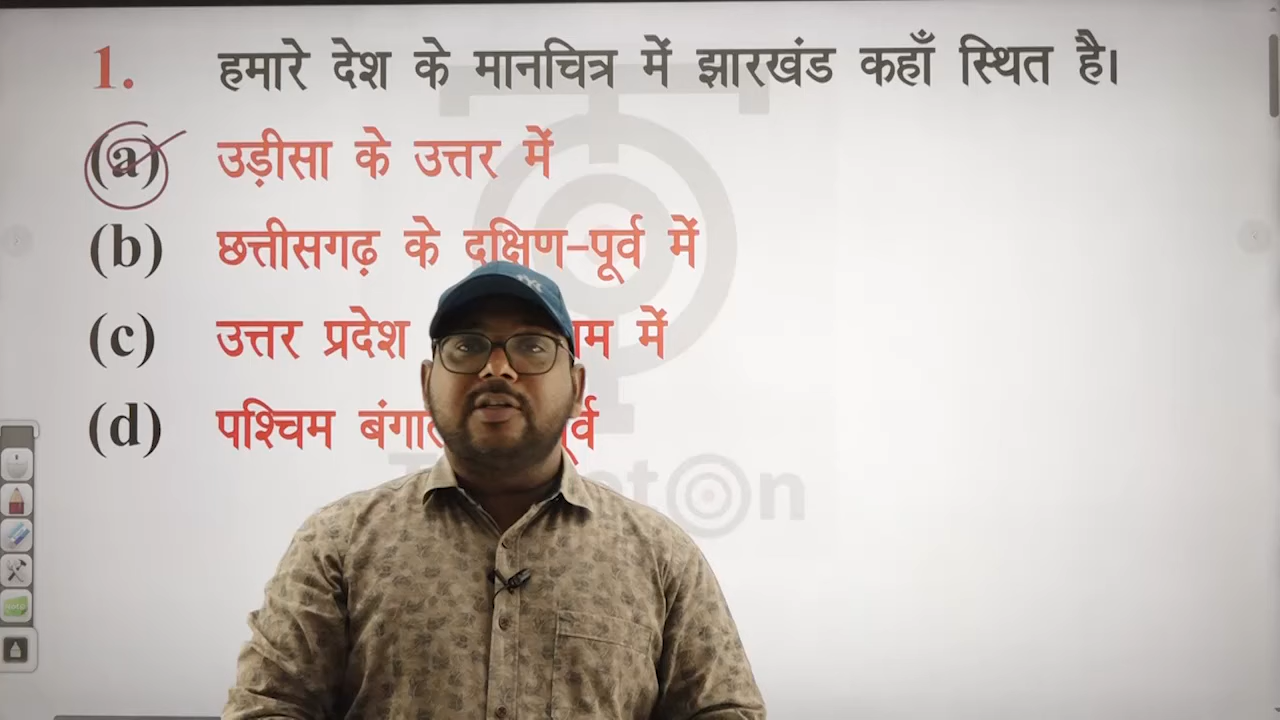 1. हमारे देश के मानचित्र में झारखंड कहाँ स्थित है।
(a) उड़ीसा के उत्तर में
(b) छत्तीसगढ़ के दक्षिण-पूर्व में
(c) उत्तर प्रदेश में
(d) पश्चिम